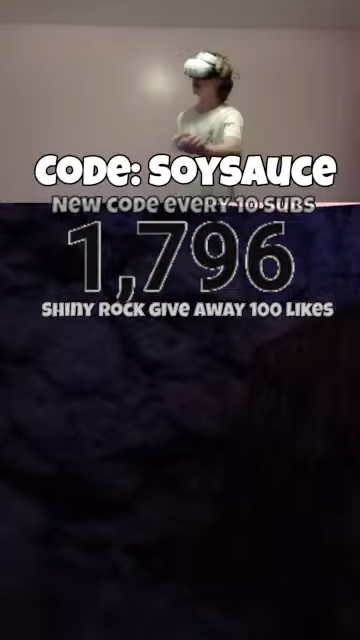 CODE: SOYSAUCE
NEW CODE EVERY 10 SUBS
1,796
SHINY ROCK GIVE AWAY 100 LIKES